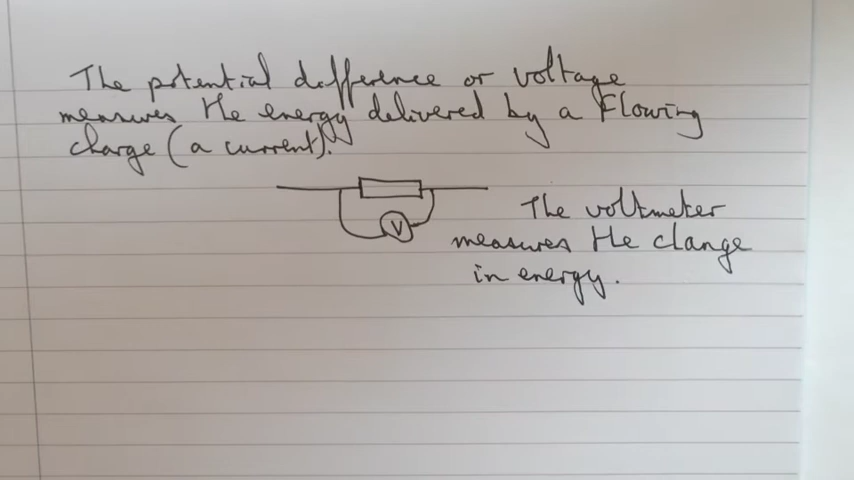 The potential difference or voltage
measures the energy delivered by a flowing
charge (a current).
V
The voltmeter
measures the change
in energy.